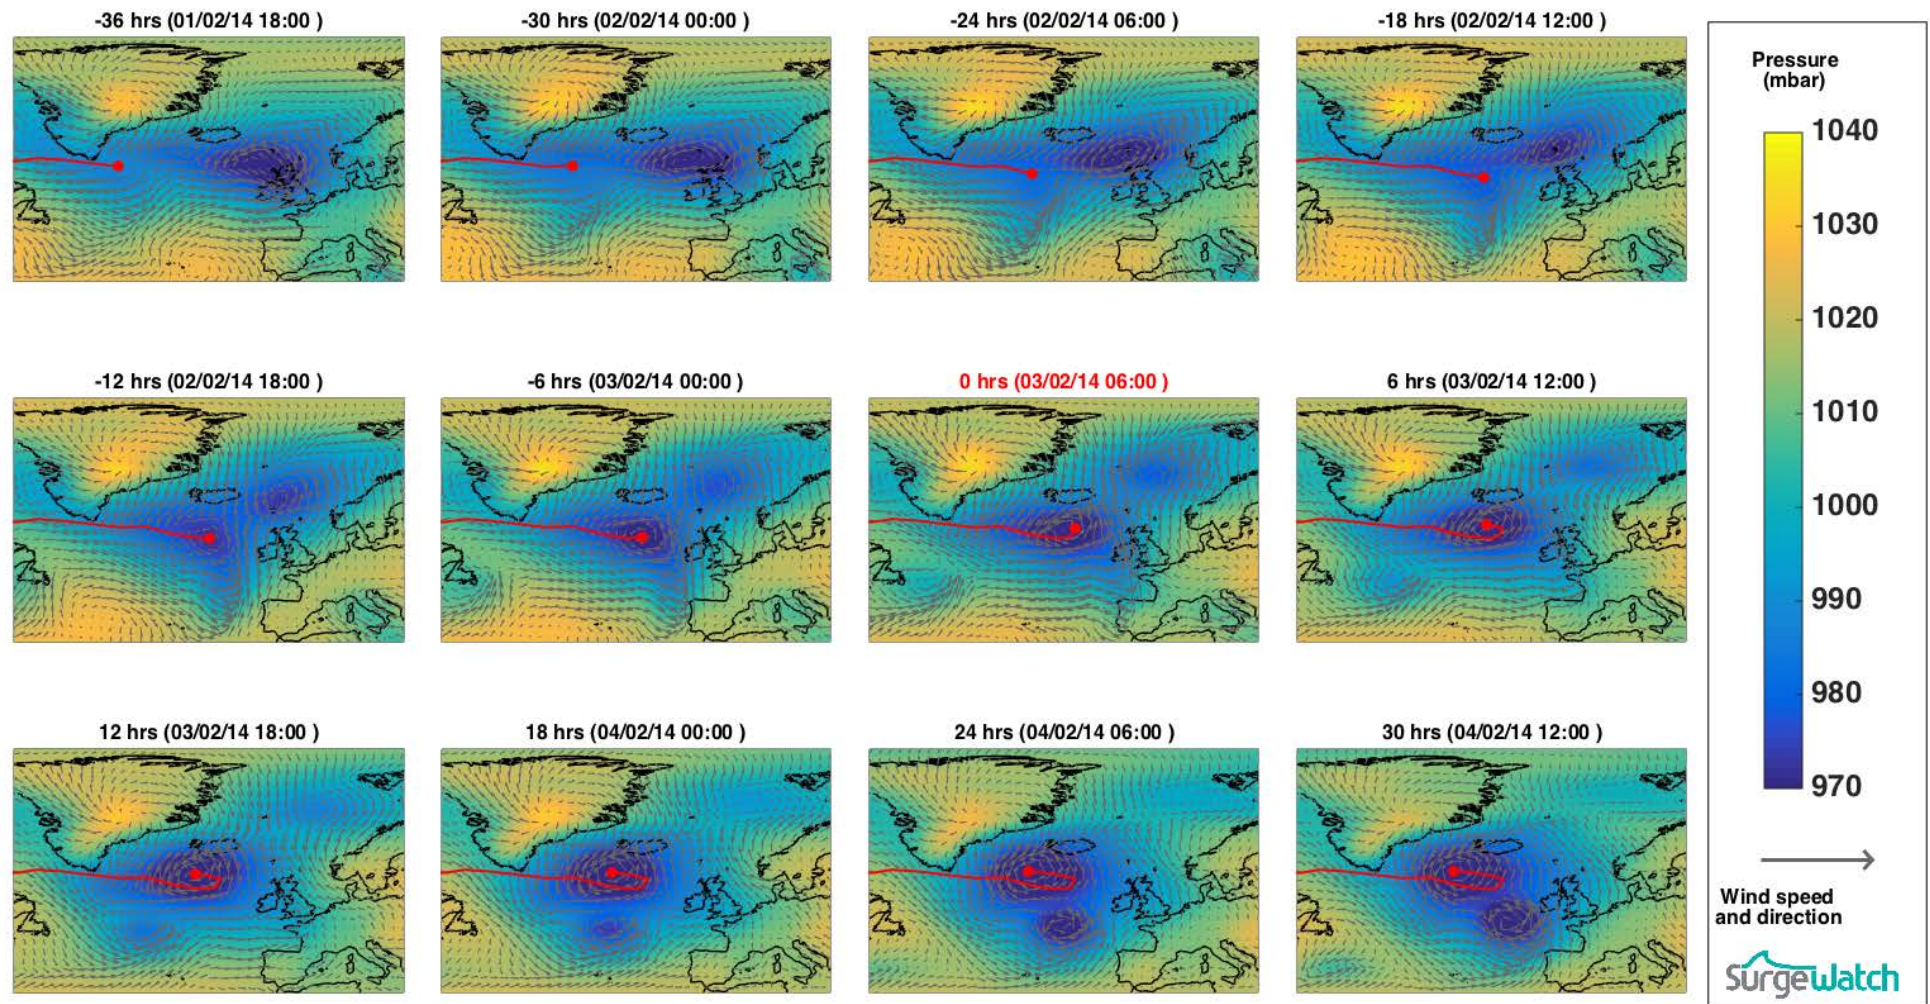 -36 hrs (01/02/14 18:00 )
-30 hrs (02/02/14 00:00 )
-24 hrs (02/02/14 06:00 )
-18 hrs (02/02/14 12:00 )
-12 hrs (02/02/14 18:00 )
-6 hrs (03/02/14 00:00 )
0 hrs (03/02/14 06:00 )
6 hrs (03/02/14 12:00 )
12 hrs (03/02/14 18:00 )
18 hrs (04/02/14 00:00 )
24 hrs (04/02/14 06:00 )
30 hrs (04/02/14 12:00 )
Pressure
(mbar)
1040
1030
1020
1010
1000
990
980
970
Wind speed
and direction
Surgewatch